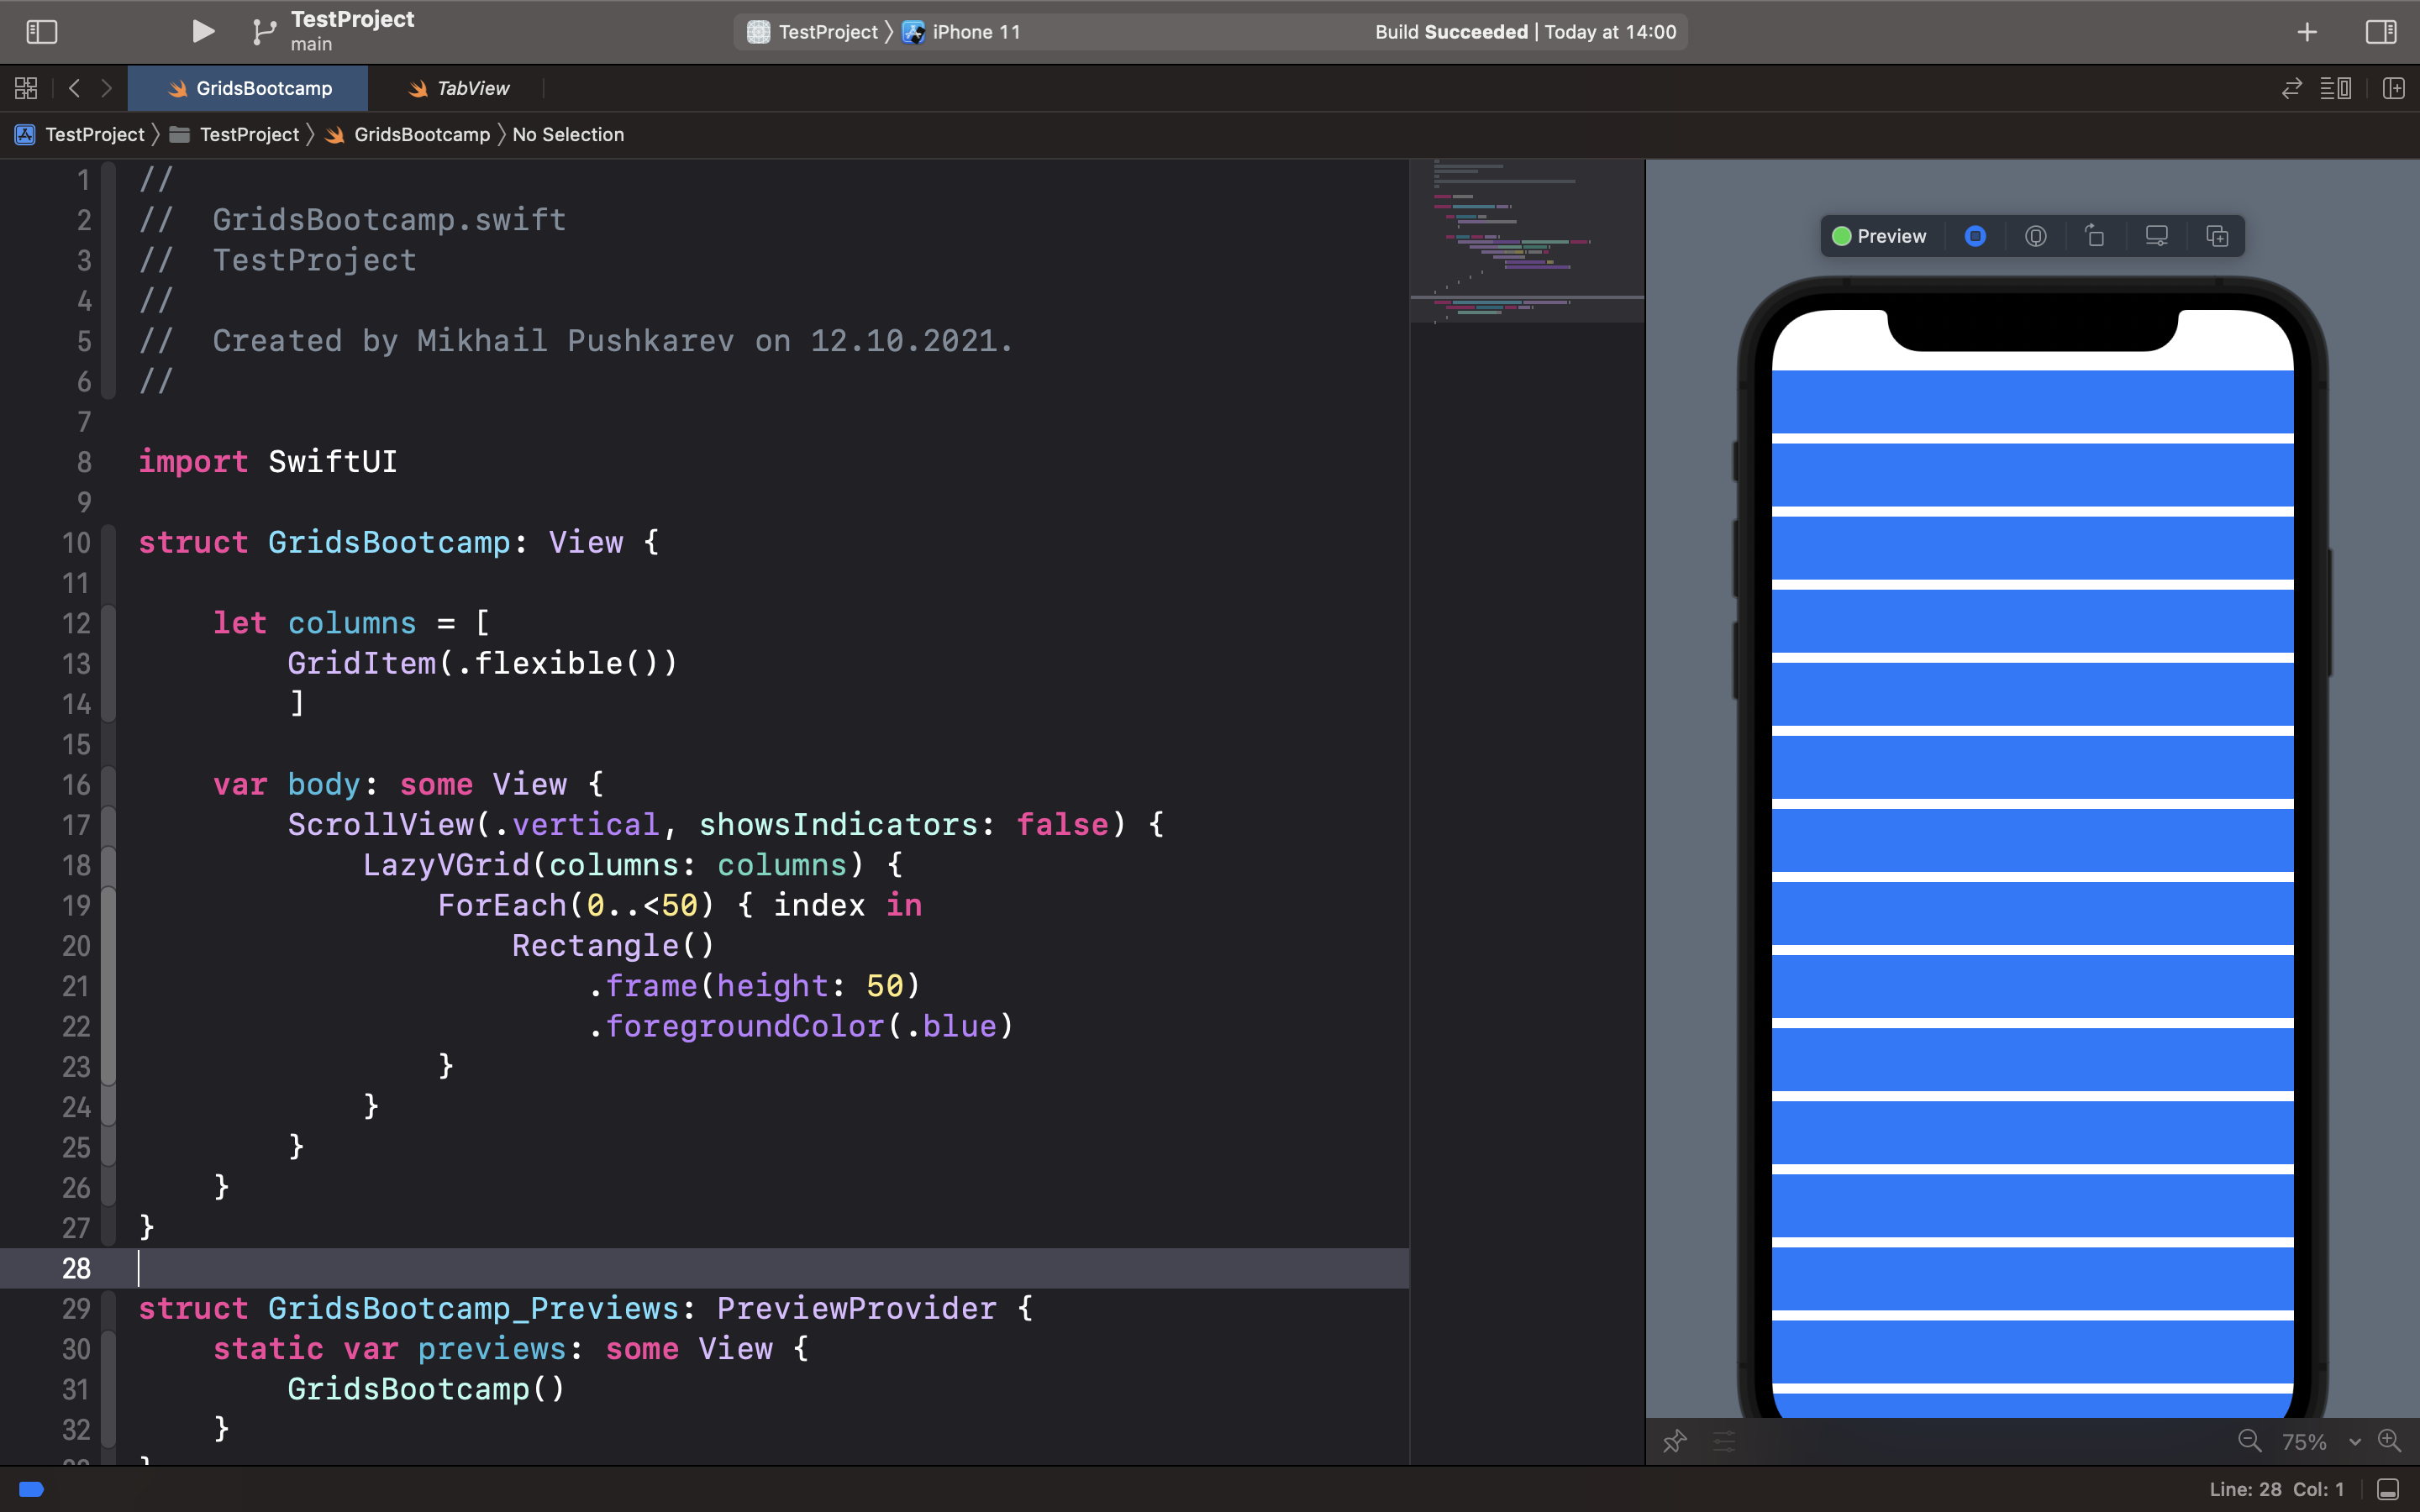 TestProject
main
TestProject 〉 iPhone 11
Build Succeeded | Today at 14:00
GridsBootcamp
TabView
TestProject 〉 TestProject 〉 GridsBootcamp 〉 No Selection
1 //
2 //  GridsBootcamp.swift
3 //  TestProject
4 //
5 //  Created by Mikhail Pushkarev on 12.10.2021.
6 //
7
8 import SwiftUI
9
10 struct GridsBootcamp: View {
11
12     let columns = [
13         GridItem(.flexible())
14         ]
15
16     var body: some View {
17         ScrollView(.vertical, showsIndicators: false) {
18             LazyVGrid(columns: columns) {
19                 ForEach(0..<50) { index in
20                     Rectangle()
21                         .frame(height: 50)
22                         .foregroundColor(.blue)
23                 }
24             }
25         }
26     }
27 }
28
29 struct GridsBootcamp_Previews: PreviewProvider {
30     static var previews: some View {
31         GridsBootcamp()
32     }
Preview
75%
Line: 28 Col: 1